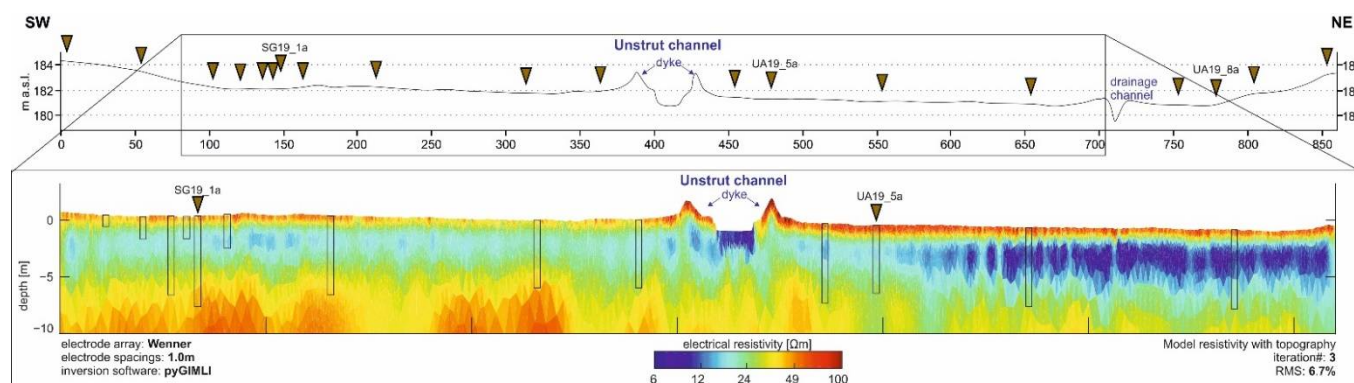 SW
NE
SG19_1a
Unstrut channel
dyke
UA19_5a
UA19_8a
drainage
channel
184
182
180
m a.s.l.
0 50 100 150 200 250 300 350 400 450 500 550 600 650 700 750 800 850
Unstrut channel
SG19_1a
dyke
UA19_5a
0
−5
−10
depth [m]
electrode array: Wenner
electrode spacings: 1.0m
inversion software: pyGIMLI
electrical resistivity [Ωm]
6 12 24 49 100
Model resistivity with topography
iteration#: 3
RMS: 6.7%